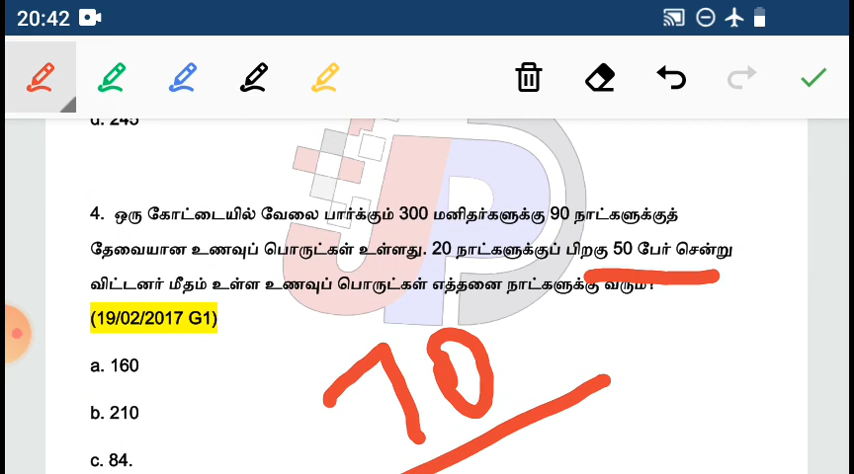 20:42
d. 245
4. ஒரு கோட்டையில் வேலை பார்க்கும் 300 மனிதர்களுக்கு 90 நாட்களுக்குத்
தேவையான உணவுப் பொருட்கள் உள்ளது. 20 நாட்களுக்குப் பிறகு 50 பேர் சென்று
விட்டனர் மீதம் உள்ள உணவுப் பொருட்கள் எத்தனை நாட்களுக்கு வரும்?
(19/02/2017 G1)
a. 160
70
b. 210
c. 84.